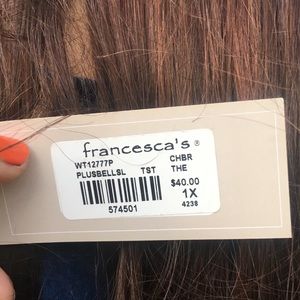 francesca's®
WT12777P CHBR
PLUSBELLSL TST THE
$40.00
1X
574501 4238